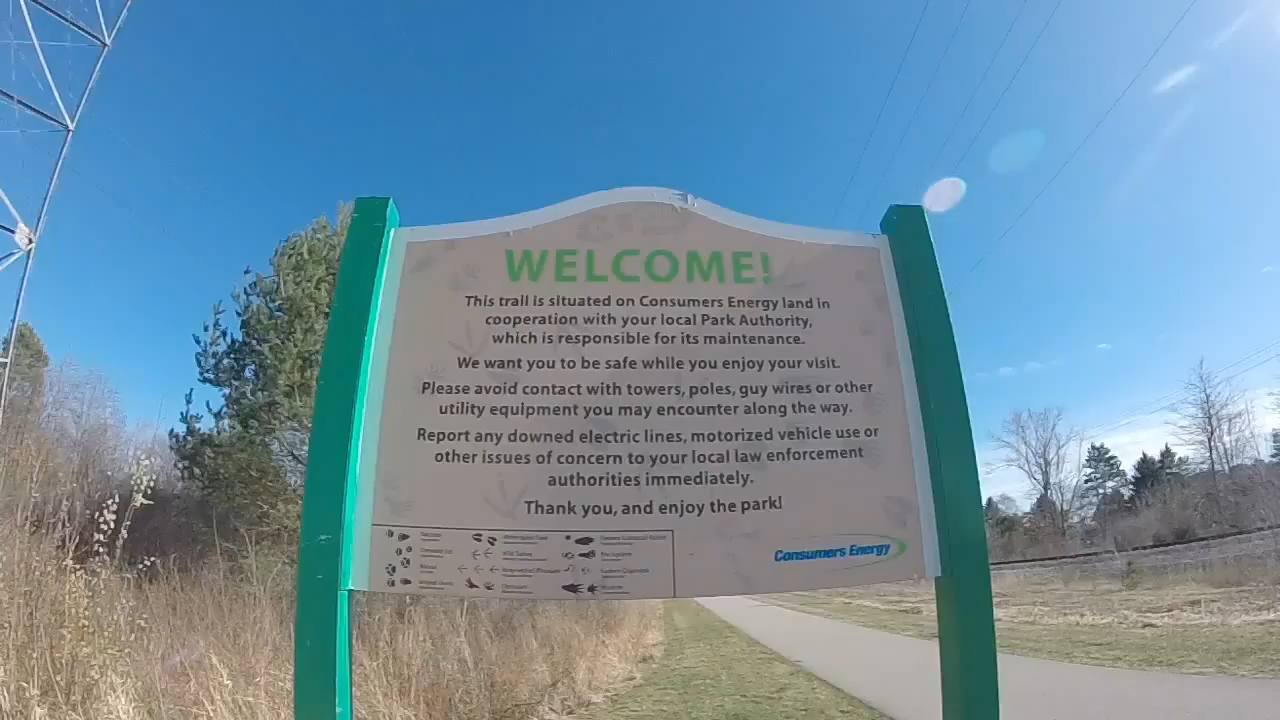 WELCOME!
This trail is situated on Consumers Energy land in
cooperation with your local Park Authority,
which is responsible for its maintenance.
We want you to be safe while you enjoy your visit.
Please avoid contact with towers, poles, guy wires or other
utility equipment you may encounter along the way.
Report any downed electric lines, motorized vehicle use or
other issues of concern to your local law enforcement
authorities immediately.
Thank you, and enjoy the park!
Consumers Energy